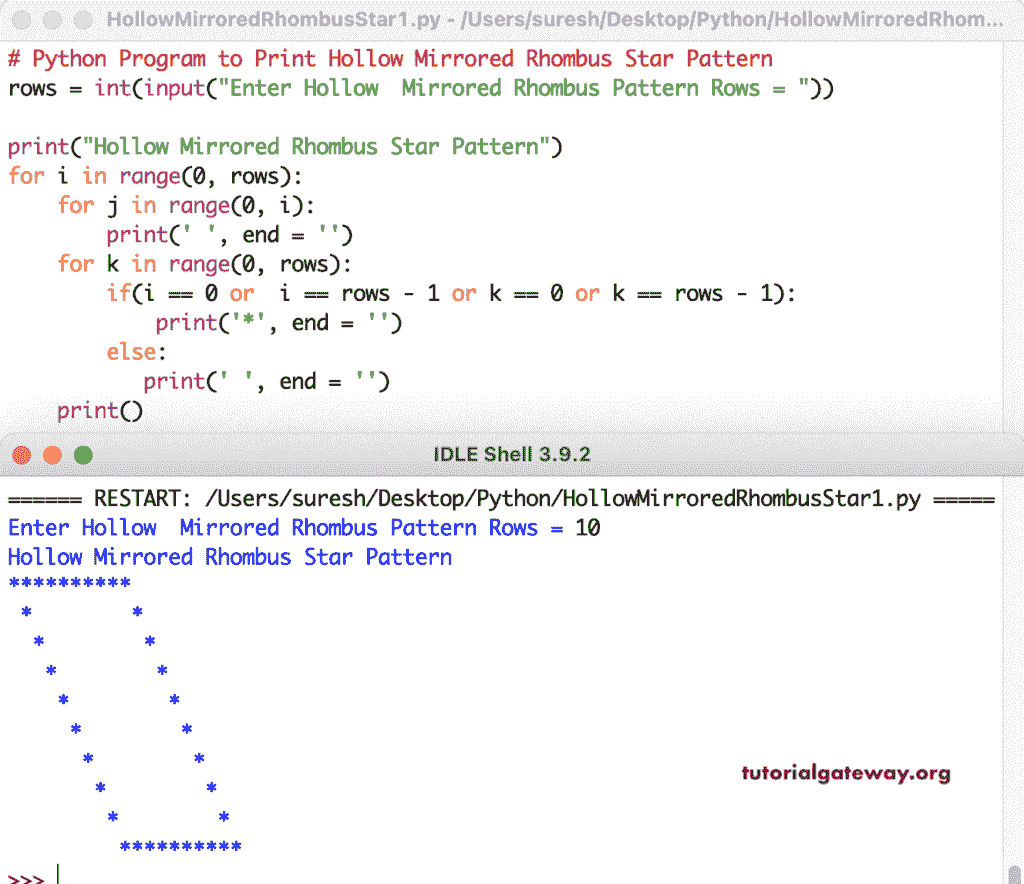 HollowMirroredRhombusStar1.py - /Users/suresh/Desktop/Python/HollowMirroredRhom...
# Python Program to Print Hollow Mirrored Rhombus Star Pattern
rows = int(input("Enter Hollow  Mirrored Rhombus Pattern Rows = "))

print("Hollow Mirrored Rhombus Star Pattern")
for i in range(0, rows):
    for j in range(0, i):
        print(' ', end = '')
    for k in range(0, rows):
        if(i == 0 or  i == rows - 1 or k == 0 or k == rows - 1):
            print('*', end = '')
        else:
           print(' ', end = '')
    print()
IDLE Shell 3.9.2
====== RESTART: /Users/suresh/Desktop/Python/HollowMirroredRhombusStar1.py =====
Enter Hollow  Mirrored Rhombus Pattern Rows = 10
Hollow Mirrored Rhombus Star Pattern
**********
 *        *
  *        *
   *        *
    *        *
     *        *
      *        *
       *        *
        *        *
         **********
tutorialgateway.org
>>>